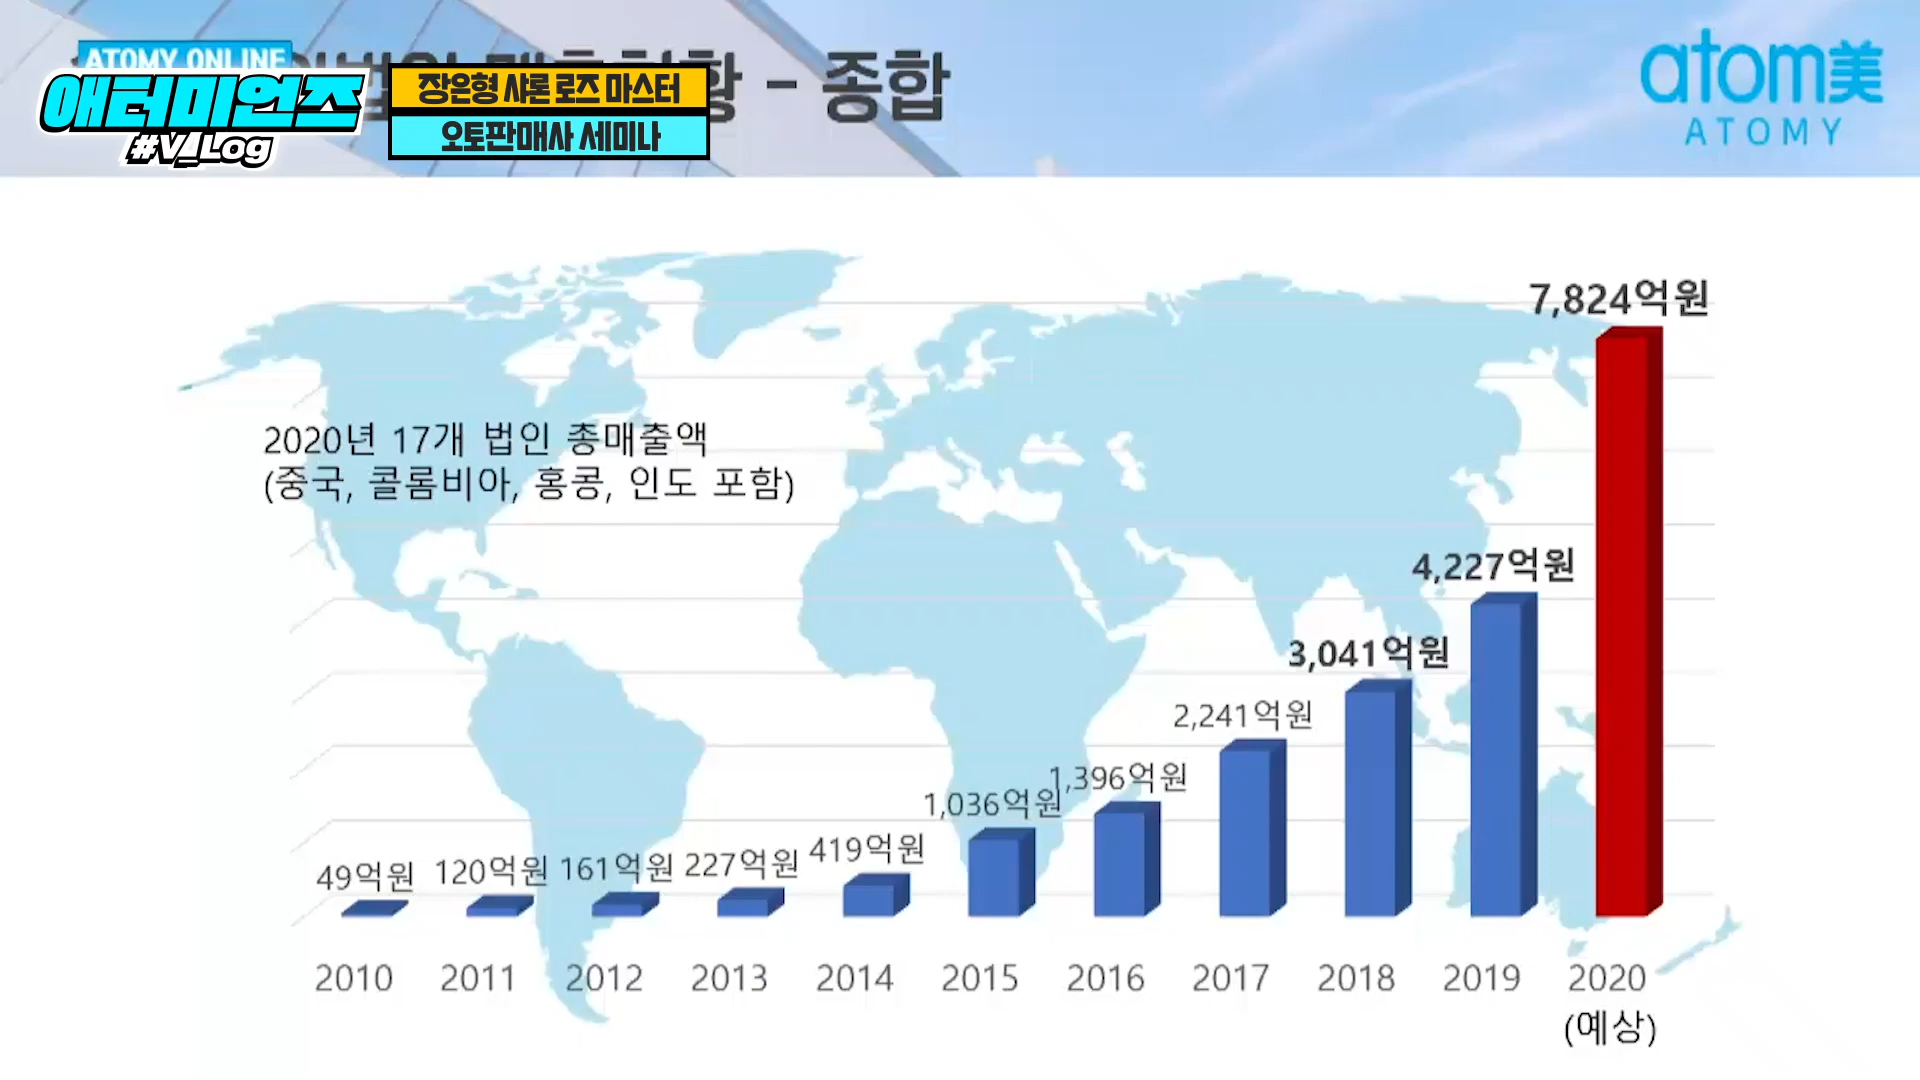 ATOMY ONLINE
애터미언즈
#V_Log
장은형 샤론 로즈 마스터
오토판매사 세미나
- 종합
atom美
ATOMY
2020년 17개 법인 총매출액
(중국, 콜롬비아, 홍콩, 인도 포함)
7,824억원
4,227억원
3,041억원
2,241억원
1,396억원
1,036억원
419억원
227억원
161억원
120억원
49억원
2010 2011 2012 2013 2014 2015 2016 2017 2018 2019 2020
(예상)